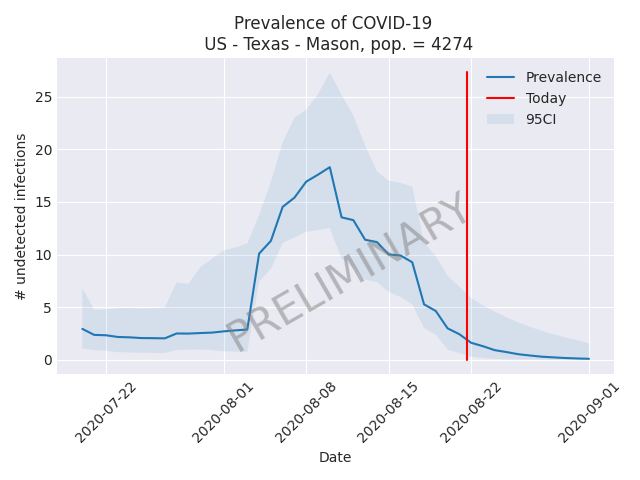 Prevalence of COVID-19
US - Texas - Mason, pop. = 4274
Prevalence
Today
95CI
# undetected infections
25
20
15
10
5
0
PRELIMINARY
2020-07-22
2020-08-01
2020-08-08
2020-08-15
2020-08-22
2020-09-01
Date